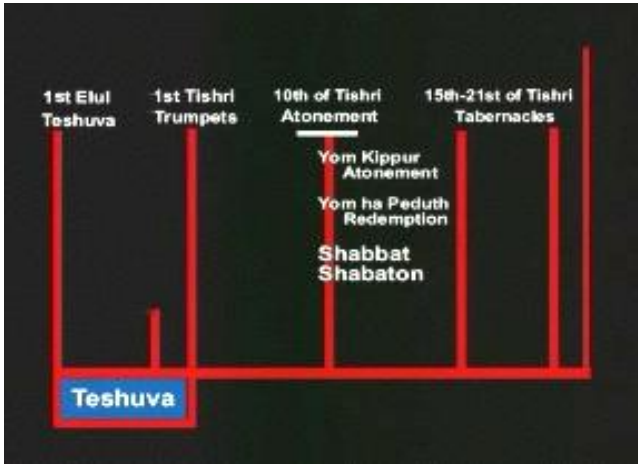 1st Elul
Teshuva
1st Tishri
Trumpets
10th of Tishri
Atonement
15th-21st of Tishri
Tabernacles
Yom Kippur
Atonement
Yom ha Peduth
Redemption
Shabbat
Shabaton
Teshuva